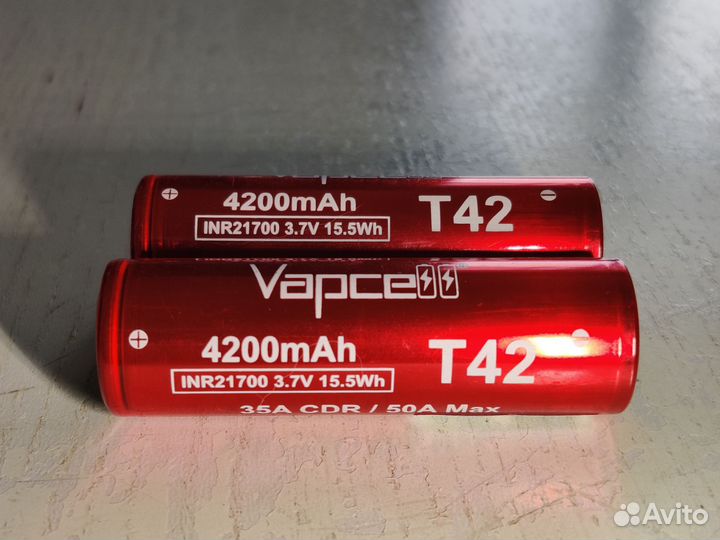 4200mAh
T42
INR21700 3.7V 15.5Wh
Vapcell
4200mAh
T42
INR21700 3.7V 15.5Wh
35A CDR / 50A Max
Avito